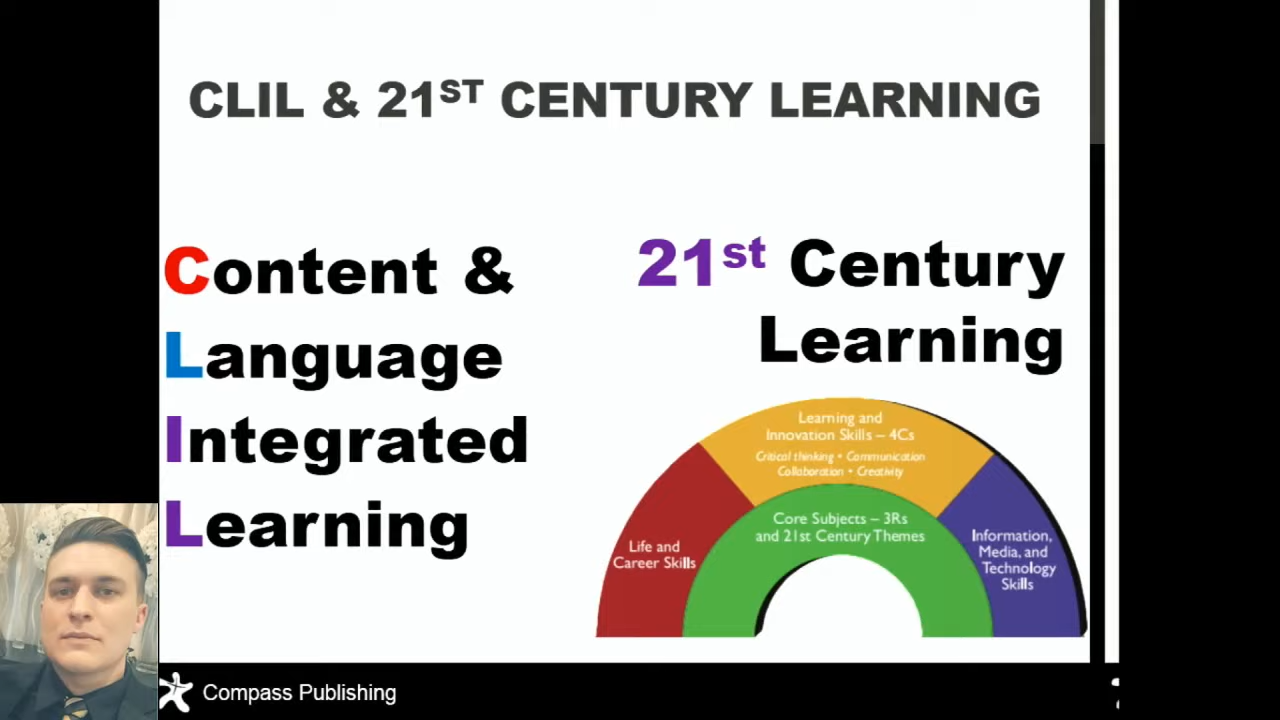 CLIL & 21ST CENTURY LEARNING
Content &
Language
Integrated
Learning
21st Century
Learning
Learning and
Innovation Skills – 4Cs
Critical thinking • Communication
Collaboration • Creativity
Core Subjects – 3Rs
and 21st Century Themes
Life and
Career Skills
Information,
Media, and
Technology
Skills
Compass Publishing